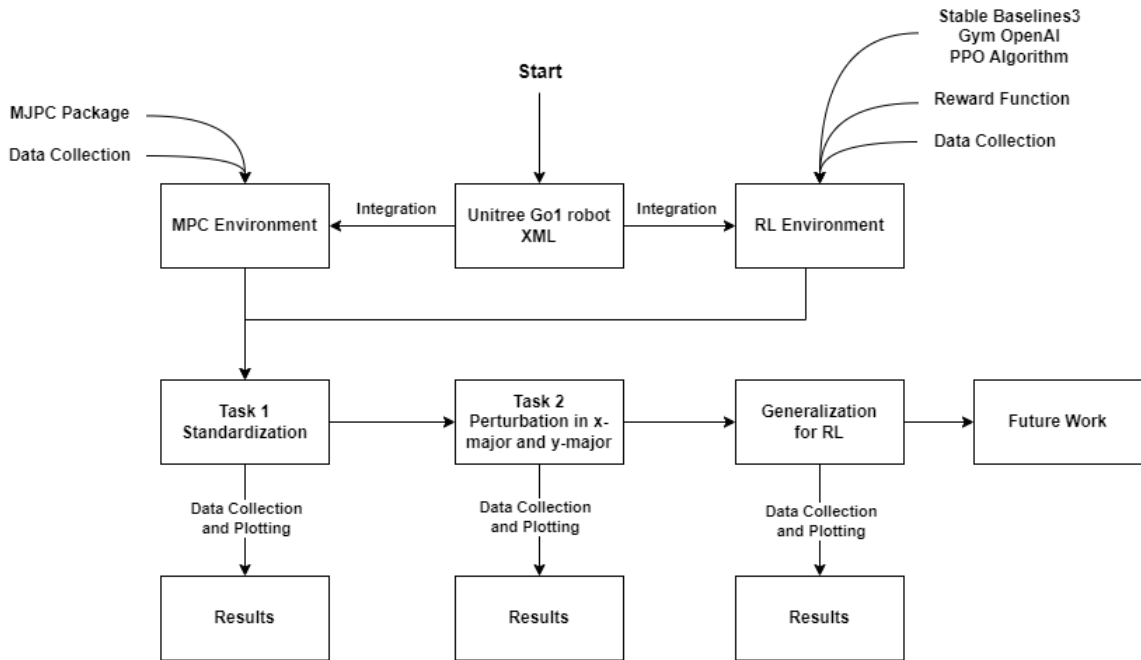 Stable Baselines3
Gym OpenAI
PPO Algorithm
Start
MJPC Package
Reward Function
Data Collection
Data Collection
MPC Environment
Integration
Unitree Go1 robot
XML
Integration
RL Environment
Task 1
Standardization
Task 2
Perturbation in x-
major and y-major
Generalization
for RL
Future Work
Data Collection
and Plotting
Data Collection
and Plotting
Data Collection
and Plotting
Results
Results
Results